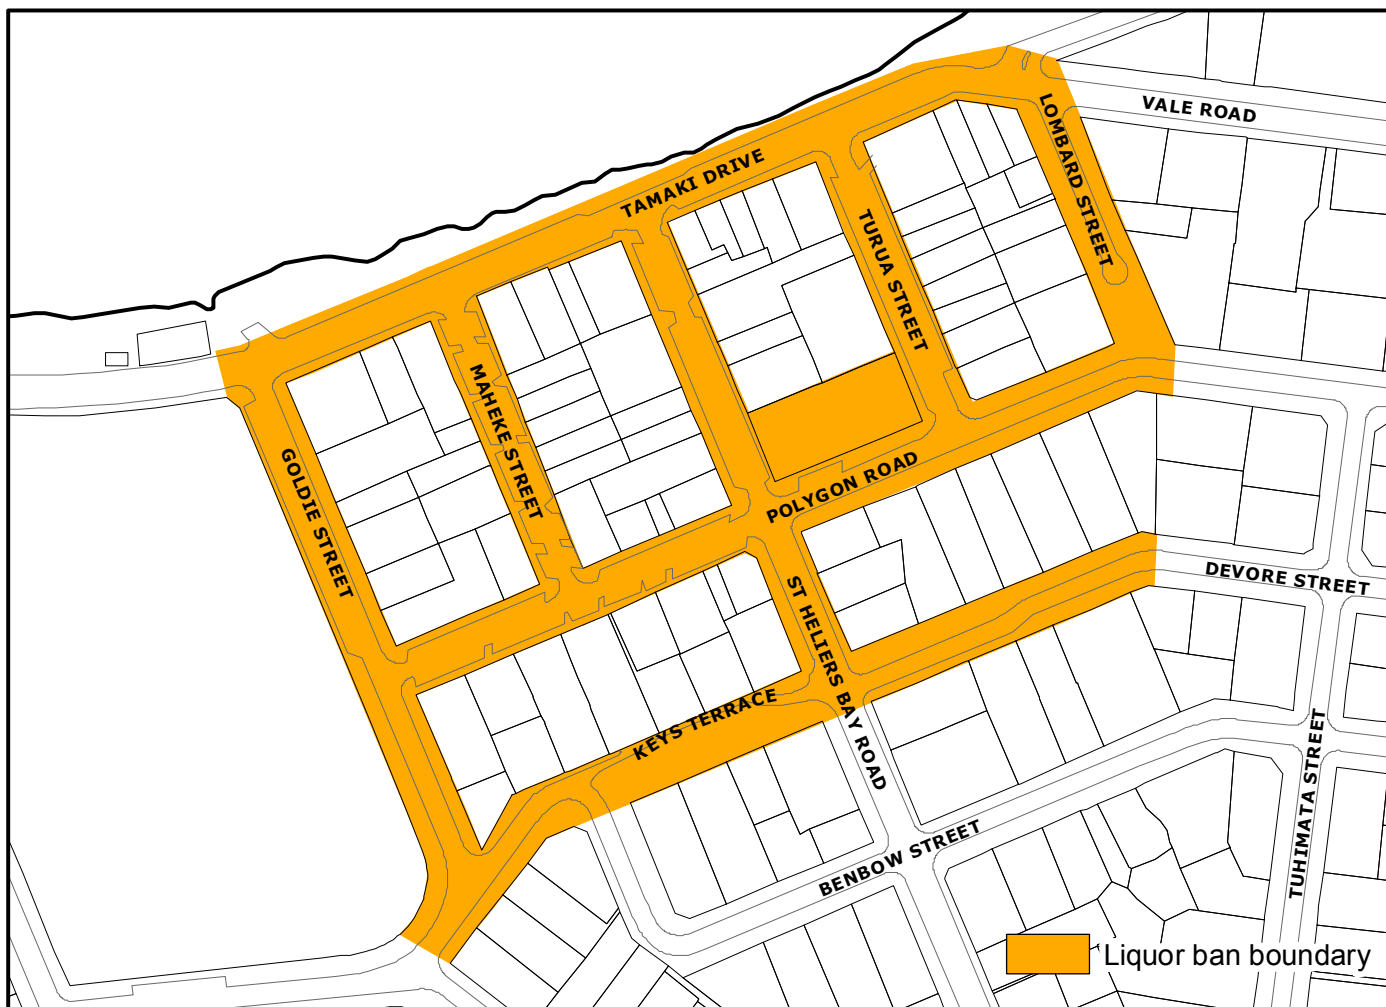 VALE ROAD
LOMBARD STREET
TAMAKI DRIVE
TURUA STREET
MAHEKE STREET
GOLDIE STREET
POLYGON ROAD
DEVORE STREET
ST HELIERS BAY ROAD
KEYS TERRACE
TUHIMATA STREET
BENBOW STREET
Liquor ban boundary